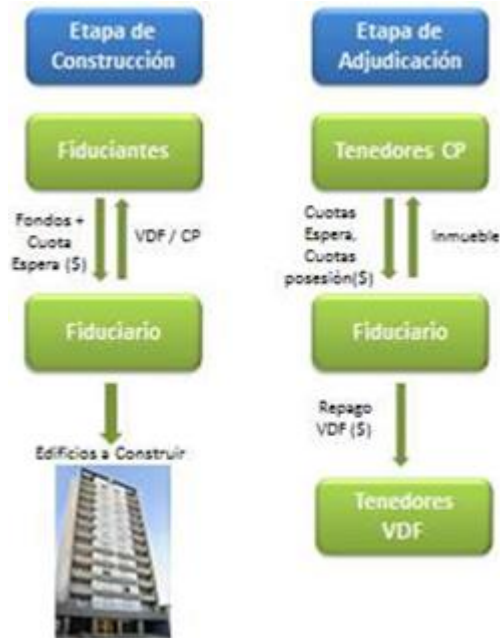 Etapa de
Construcción
Fiduciantes
Fondos +
Cuota
Espera ($)
VDF / CP
Fiduciario
Edificios a Construir
Etapa de
Adjudicación
Tenedores CP
Cuotas
Espera,
Cuotas
posesión($)
Inmueble
Fiduciario
Repago
VDF ($)
Tenedores
VDF